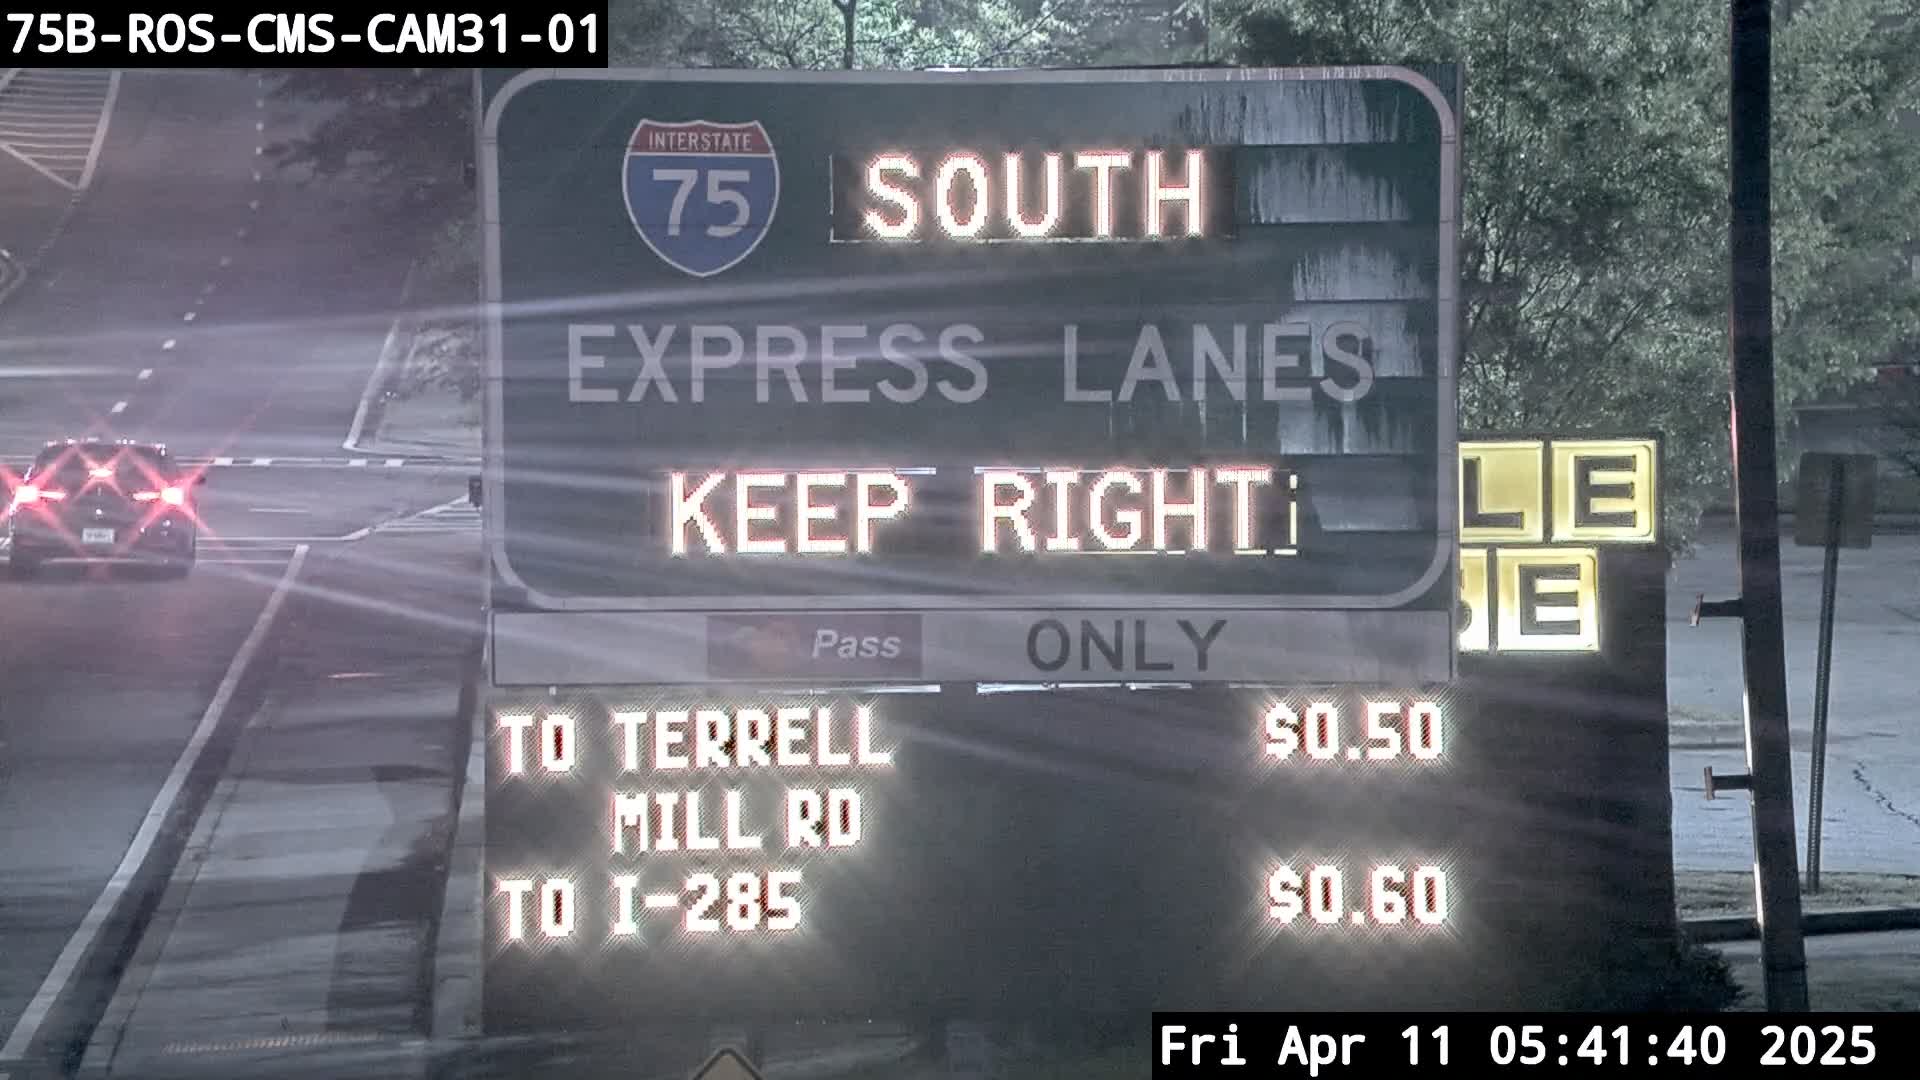 75B-ROS-CMS-CAM31-01
INTERSTATE
75
SOUTH
EXPRESS LANES
KEEP RIGHT
Pass ONLY
TO TERRELL $0.50
MILL RD
TO I-285 $0.60
LE
E
Fri Apr 11 05:41:40 2025